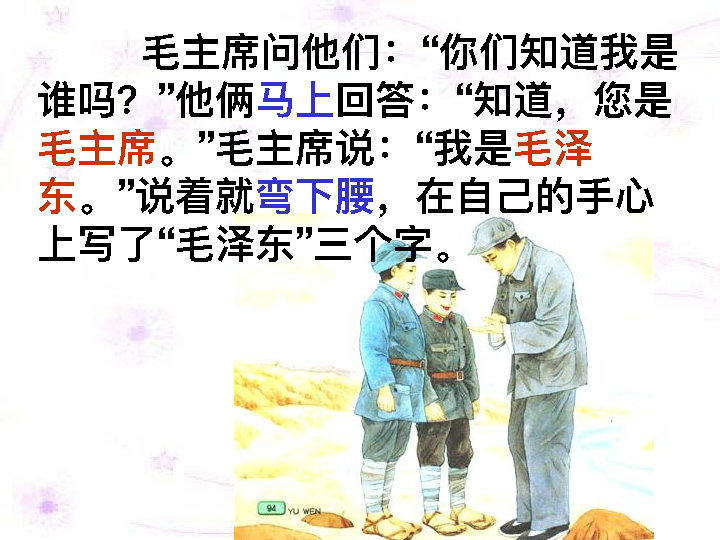 毛主席问他们：“你们知道我是
谁吗？”他俩马上回答：“知道，您是
毛主席。”毛主席说：“我是毛泽
东。”说着就弯下腰，在自己的手心
上写了“毛泽东”三个字。
94 YU WEN